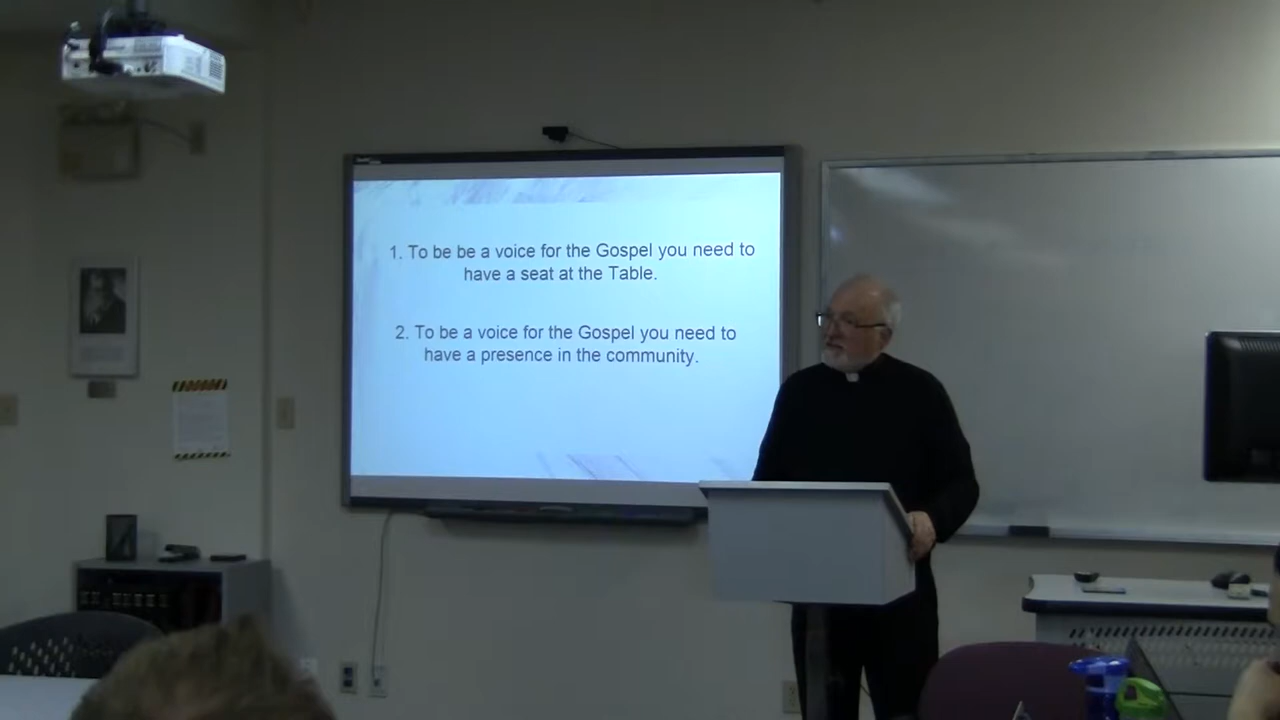 1. To be be a voice for the Gospel you need to
have a seat at the Table.
2. To be a voice for the Gospel you need to
have a presence in the community.